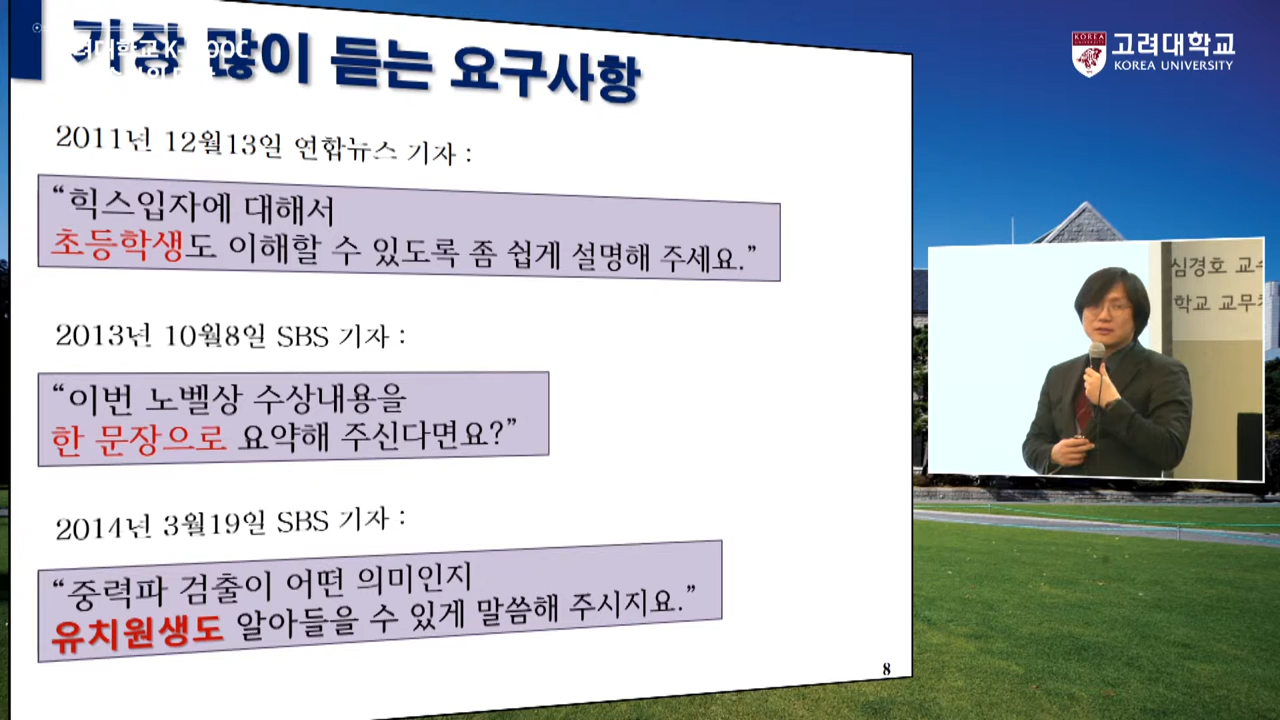 가장 많이 듣는 요구사항
2011년 12월13일 연합뉴스 기자 :
“힉스입자에 대해서
초등학생도 이해할 수 있도록 좀 쉽게 설명해 주세요.”
2013년 10월8일 SBS 기자 :
“이번 노벨상 수상내용을
한 문장으로 요약해 주신다면요?”
2014년 3월19일 SBS 기자 :
“중력파 검출이 어떤 의미인지
유치원생도 알아들을 수 있게 말씀해 주시지요.”
8
KOREA
고려대학교
KOREA UNIVERSITY
심경호